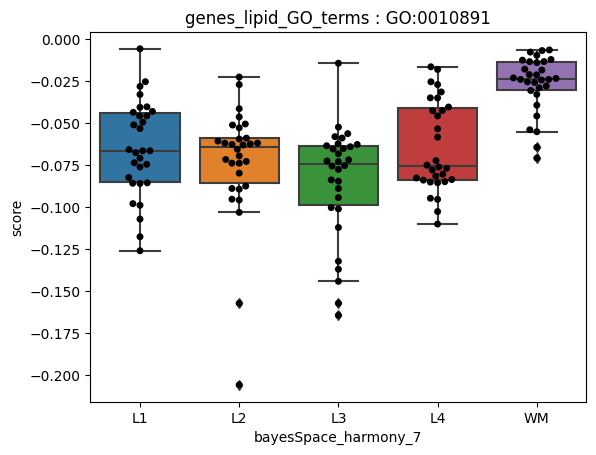 genes_lipid_GO_terms : GO:0010891
0.000
−0.025
−0.050
−0.075
−0.100
−0.125
−0.150
−0.175
−0.200
score
L1 L2 L3 L4 WM
bayesSpace_harmony_7